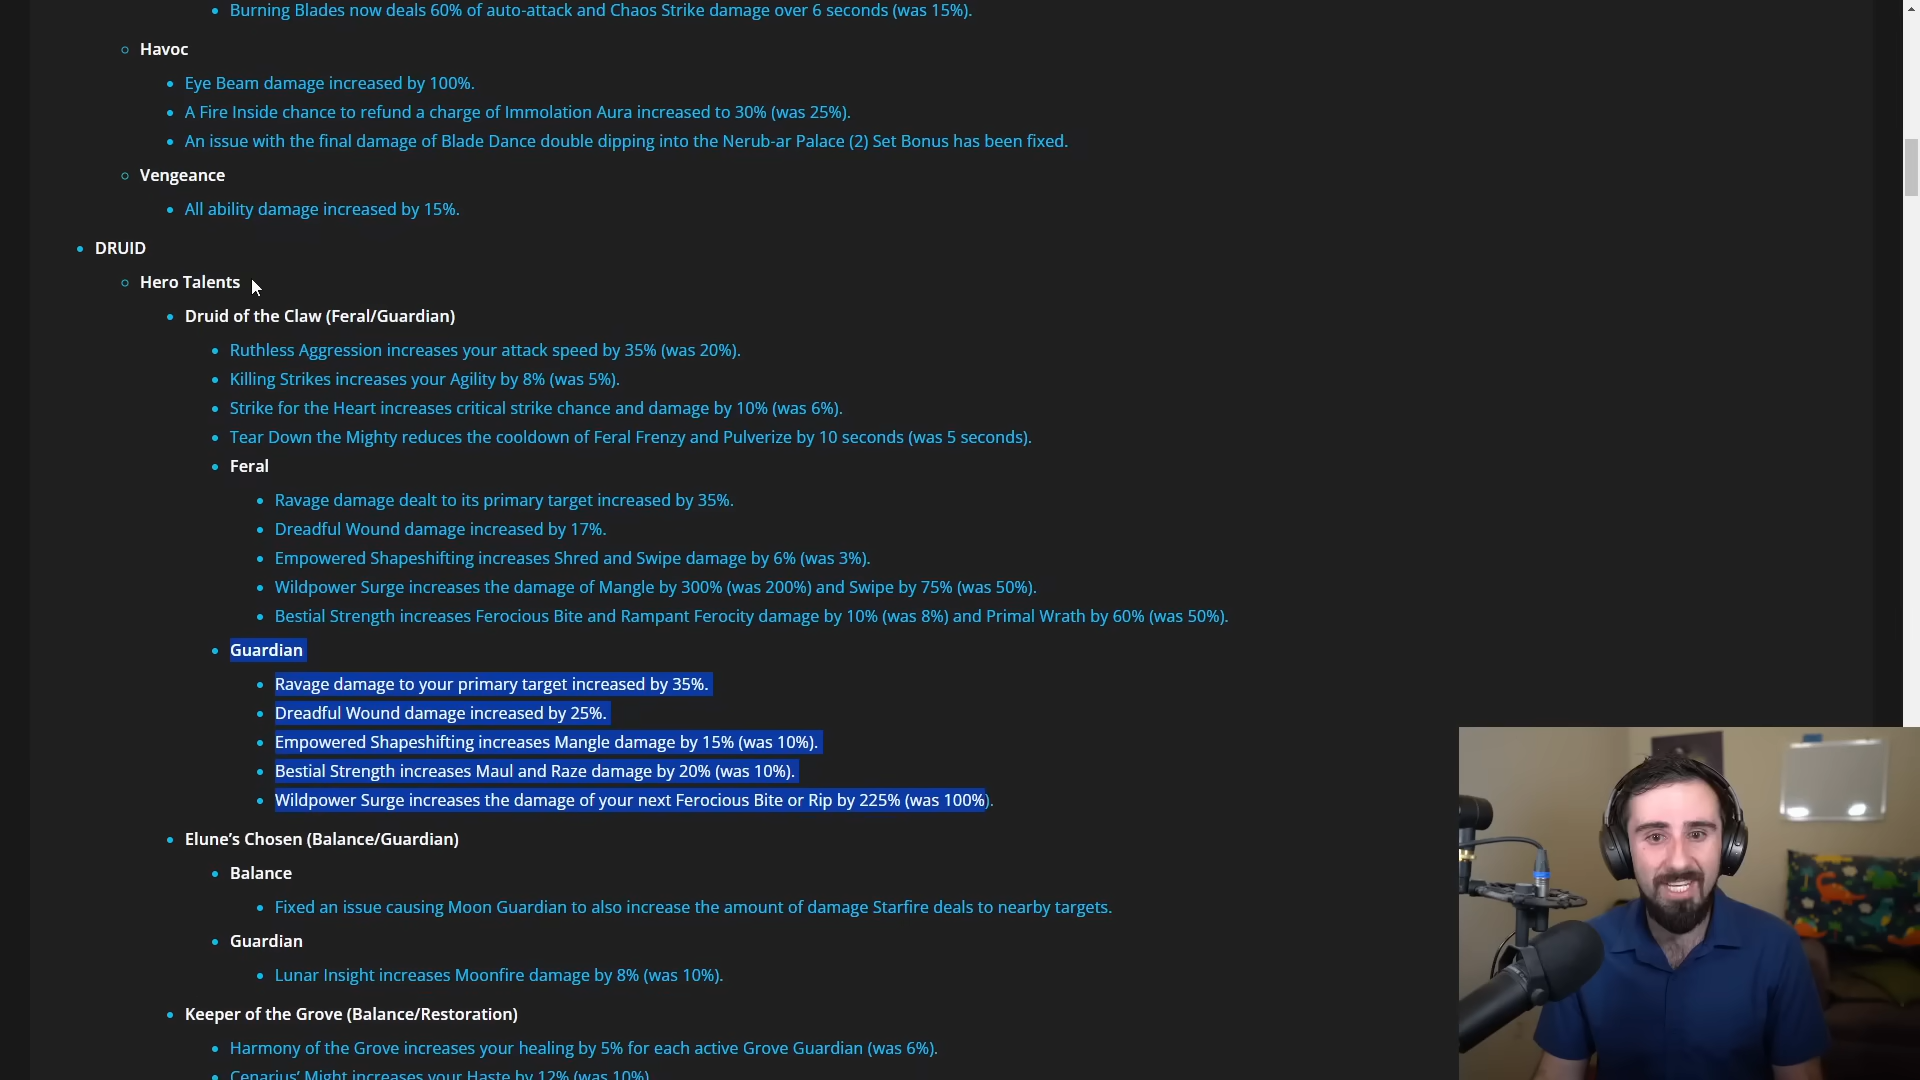 Burning Blades now deals 60% of auto-attack and Chaos Strike damage over 6 seconds (was 15%).
Havoc
Eye Beam damage increased by 100%.
A Fire Inside chance to refund a charge of Immolation Aura increased to 30% (was 25%).
An issue with the final damage of Blade Dance double dipping into the Nerub-ar Palace (2) Set Bonus has been fixed.
Vengeance
All ability damage increased by 15%.
DRUID
Hero Talents
Druid of the Claw (Feral/Guardian)
Ruthless Aggression increases your attack speed by 35% (was 20%).
Killing Strikes increases your Agility by 8% (was 5%).
Strike for the Heart increases critical strike chance and damage by 10% (was 6%).
Tear Down the Mighty reduces the cooldown of Feral Frenzy and Pulverize by 10 seconds (was 5 seconds).
Feral
Ravage damage dealt to its primary target increased by 35%.
Dreadful Wound damage increased by 17%.
Empowered Shapeshifting increases Shred and Swipe damage by 6% (was 3%).
Wildpower Surge increases the damage of Mangle by 300% (was 200%) and Swipe by 75% (was 50%).
Bestial Strength increases Ferocious Bite and Rampant Ferocity damage by 10% (was 8%) and Primal Wrath by 60% (was 50%).
Guardian
Ravage damage to your primary target increased by 35%.
Dreadful Wound damage increased by 25%.
Empowered Shapeshifting increases Mangle damage by 15% (was 10%).
Bestial Strength increases Maul and Raze damage by 20% (was 10%).
Wildpower Surge increases the damage of your next Ferocious Bite or Rip by 225% (was 100%).
Elune’s Chosen (Balance/Guardian)
Balance
Fixed an issue causing Moon Guardian to also increase the amount of damage Starfire deals to nearby targets.
Guardian
Lunar Insight increases Moonfire damage by 8% (was 10%).
Keeper of the Grove (Balance/Restoration)
Harmony of the Grove increases your healing by 5% for each active Grove Guardian (was 6%).
Cenarius’ Might increases your Haste by 12% (was 10%).